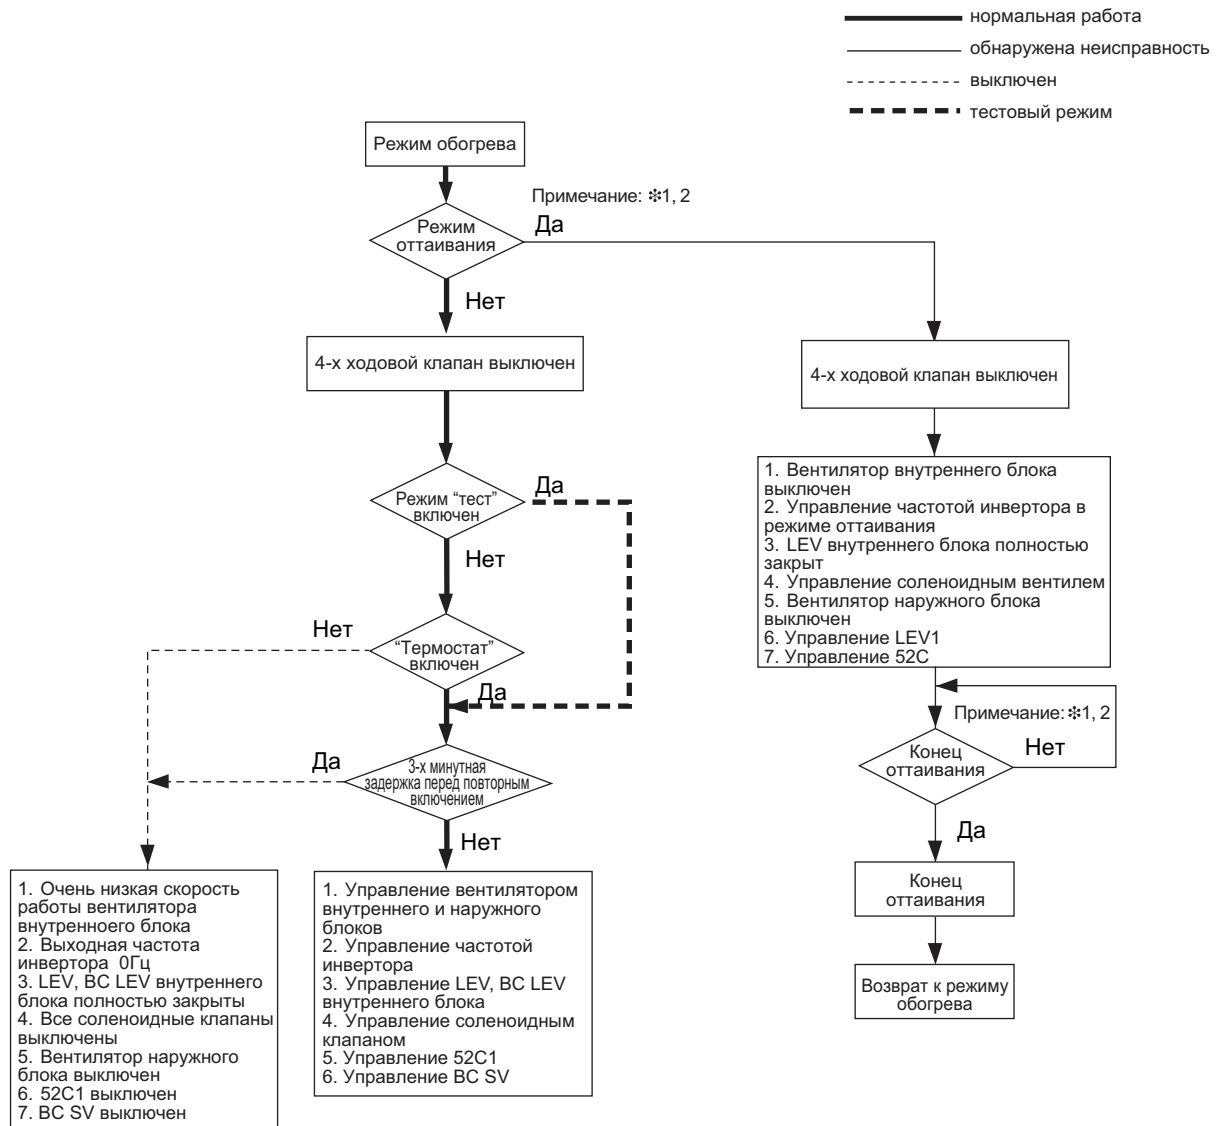 нормальная работа
обнаружена неисправность
выключен
тестовый режим
Режим обогрева
Примечание: ✻1, 2
Режим
оттаивания
Да
Нет
4-х ходовой клапан выключен
4-х ходовой клапан выключен
Режим “тест”
включен
Да
Нет
1. Вентилятор внутреннего блока
выключен
2. Управление частотой инвертора в
режиме оттаивания
3. LEV внутреннего блока полностью
закрыт
4. Управление соленоидным вентилем
5. Вентилятор наружного блока
выключен
6. Управление LEV1
7. Управление 52C
Нет
“Термостат”
включен
Да
Примечание: ✻1, 2
Конец
оттаивания
Нет
Да
Да
3-х минутная
задержка перед повторным
включением
Нет
1. Очень низкая скорость
работы вентилятора
внутренноего блока
2. Выходная частота
инвертора 0Гц
3. LEV, BC LEV внутреннего
блока полностью закрыты
4. Все соленоидные клапаны
выключены
5. Вентилятор наружного
блока выключен
6. 52C1 выключен
7. BC SV выключен
1. Управление вентилятором
внутреннего и наружного
блоков
2. Управление частотой
инвертора
3. Управление LEV, BC LEV
внутреннего блока
4. Управление соленоидным
клапаном
5. Управление 52C1
6. Управление BC SV
Конец
оттаивания
Возврат к режиму
обогрева